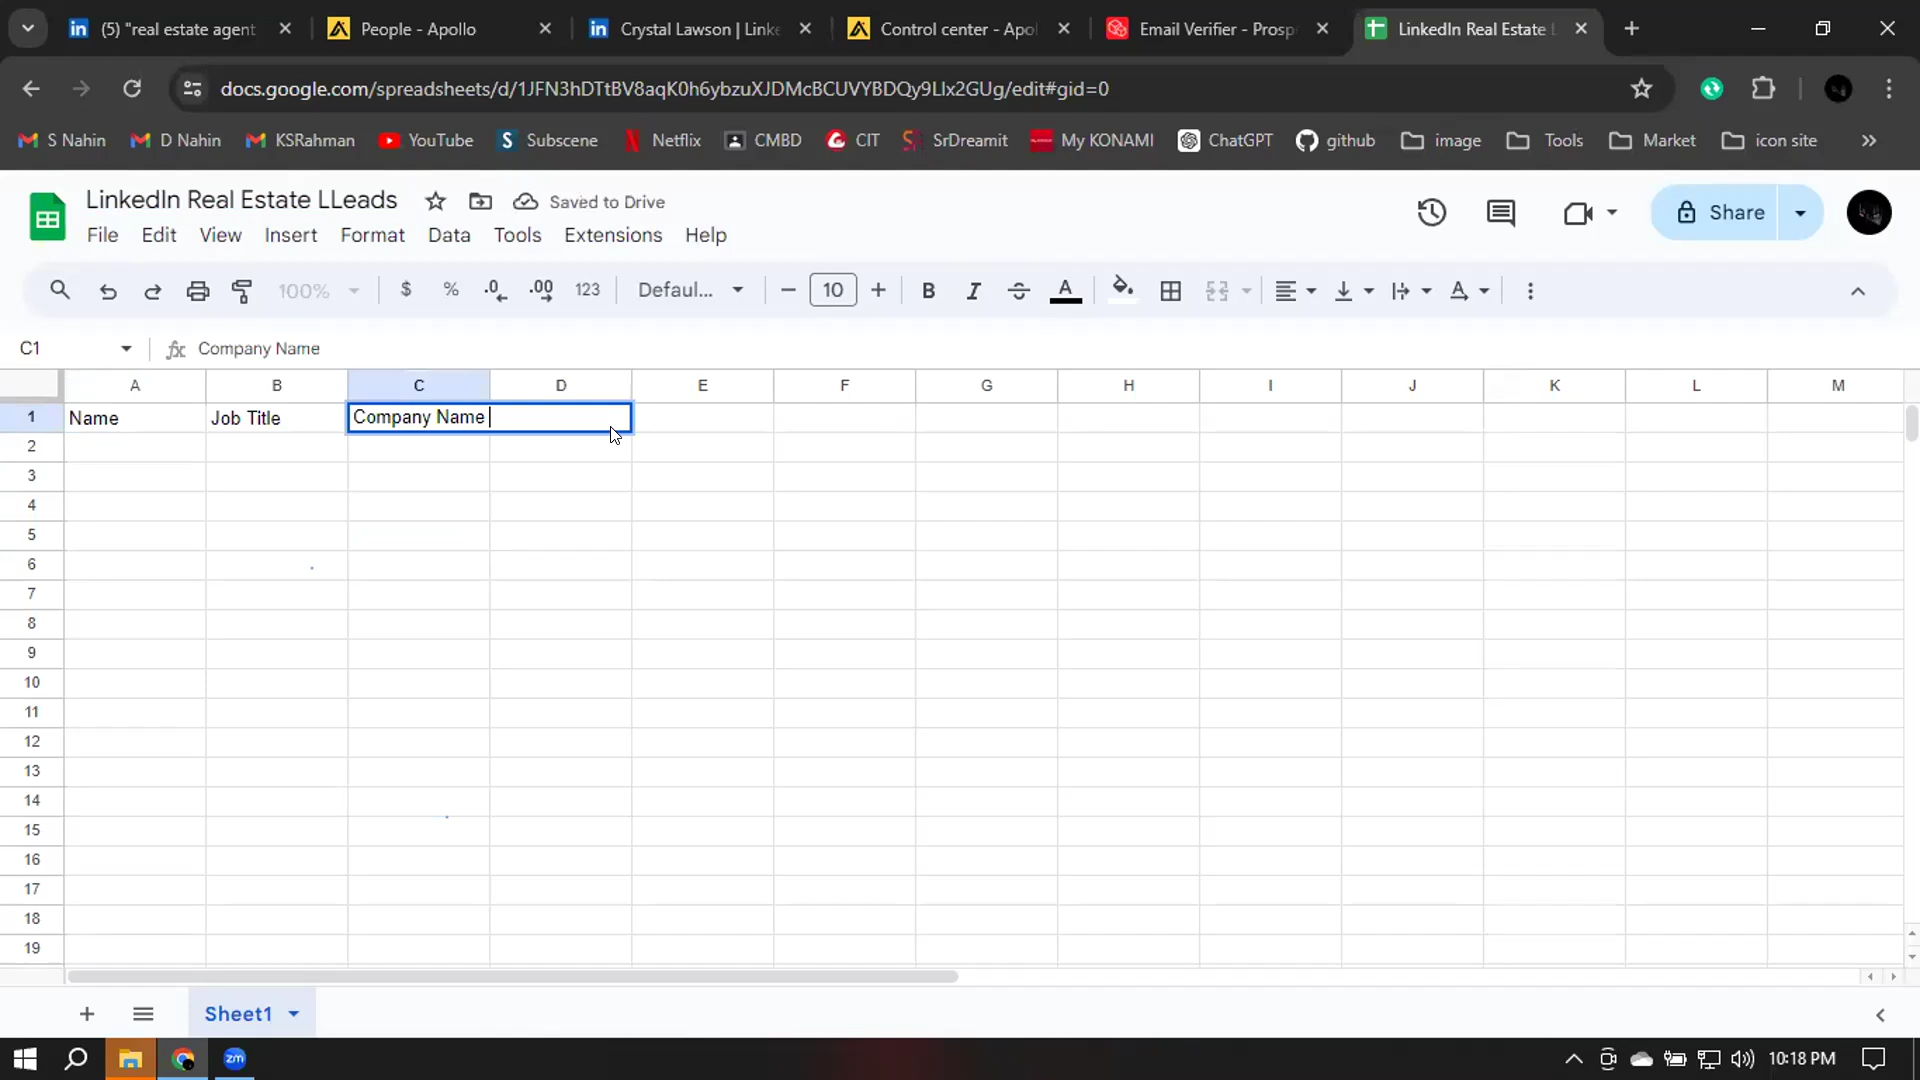 (5) "real estate agent
People - Apollo
Crystal Lawson | Linke
Control center - Apol
Email Verifier - Prosp
LinkedIn Real Estate L
docs.google.com/spreadsheets/d/1JFN3hDTtBV8aqK0h6ybzuXJDMcBCUVYBDQy9LIx2GUg/edit#gid=0
S Nahin
D Nahin
KSRahman
YouTube
Subscene
Netflix
CMBD
CIT
SrDreamit
My KONAMI
ChatGPT
github
image
Tools
Market
icon site
LinkedIn Real Estate LLeads
Saved to Drive
File Edit View Insert Format Data Tools Extensions Help
Share
100% $ % .0 .00 123 Defaul... 10 B I A
C1
fx Company Name
A B C D E F G H I J K L M
1 Name Job Title Company Name
2
3
4
5
6
7
8
9
10
11
12
13
14
15
16
17
18
19
Sheet1
zm
10:18 PM